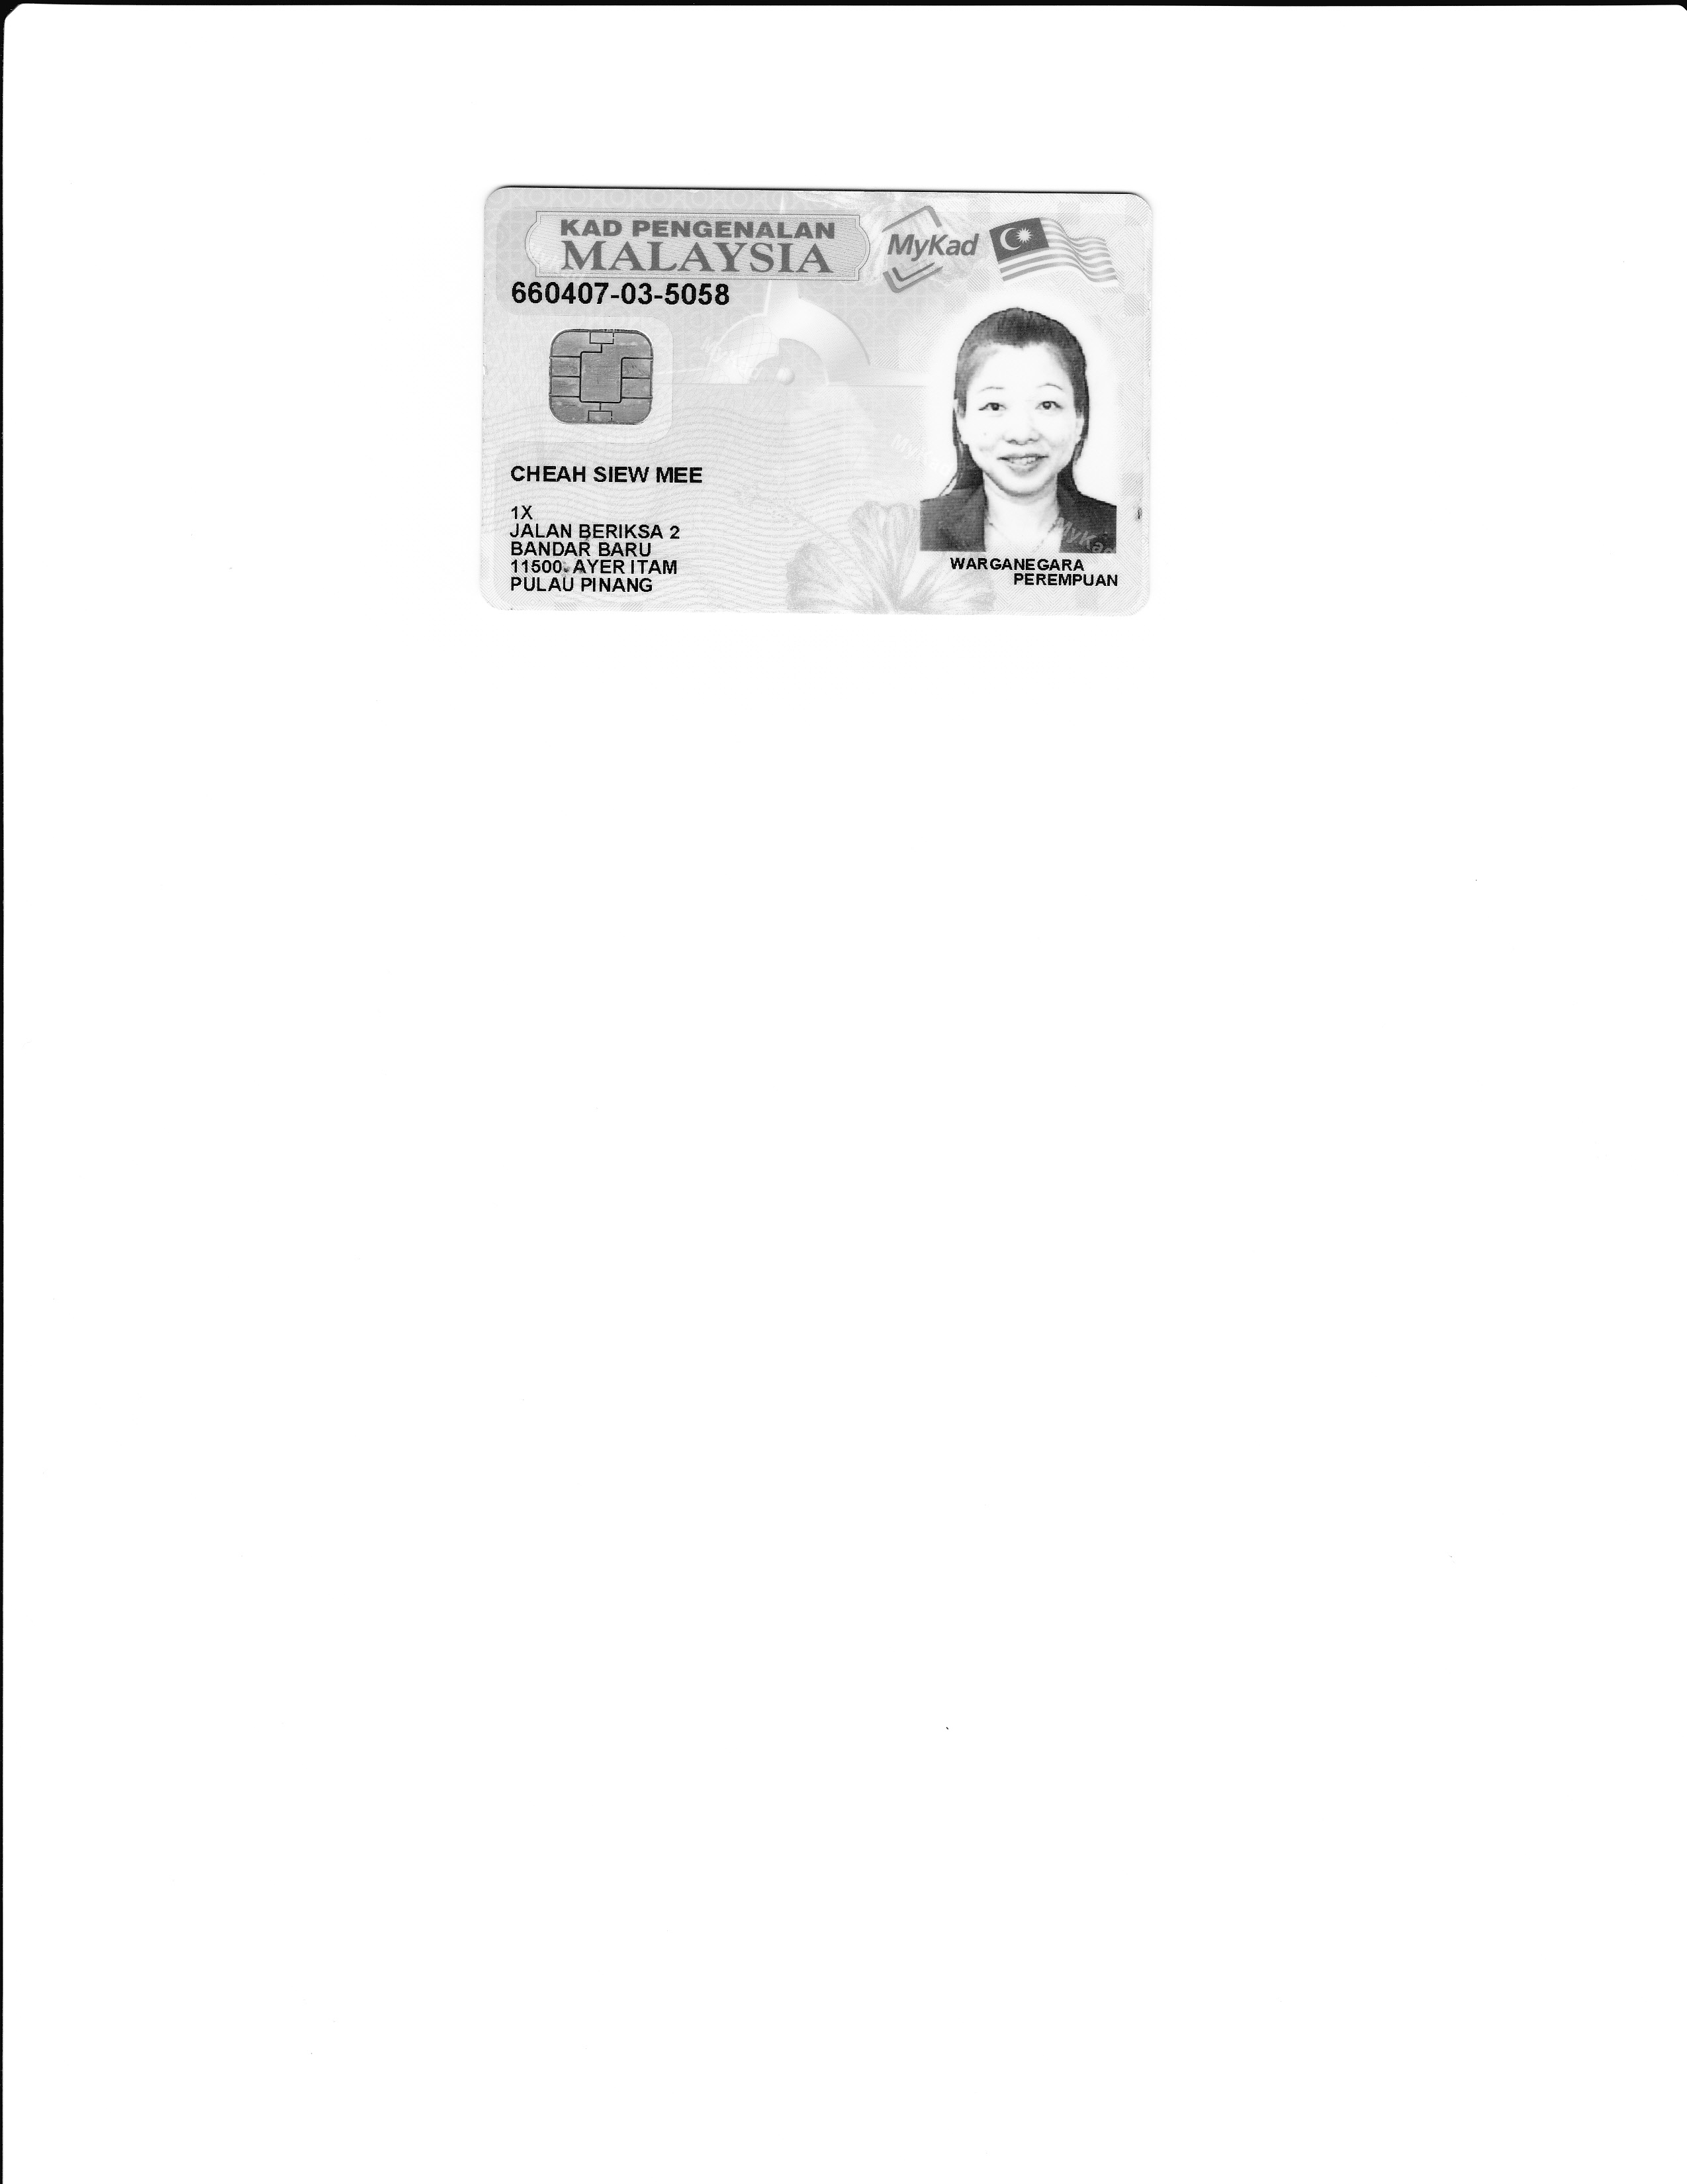 KAD PENGENALAN
MALAYSIA
MyKad
660407-03-5058
CHEAH SIEW MEE
1X
JALAN BERIKSA 2
BANDAR BARU
11500 AYER ITAM
PULAU PINANG
WARGANEGARA
PEREMPUAN